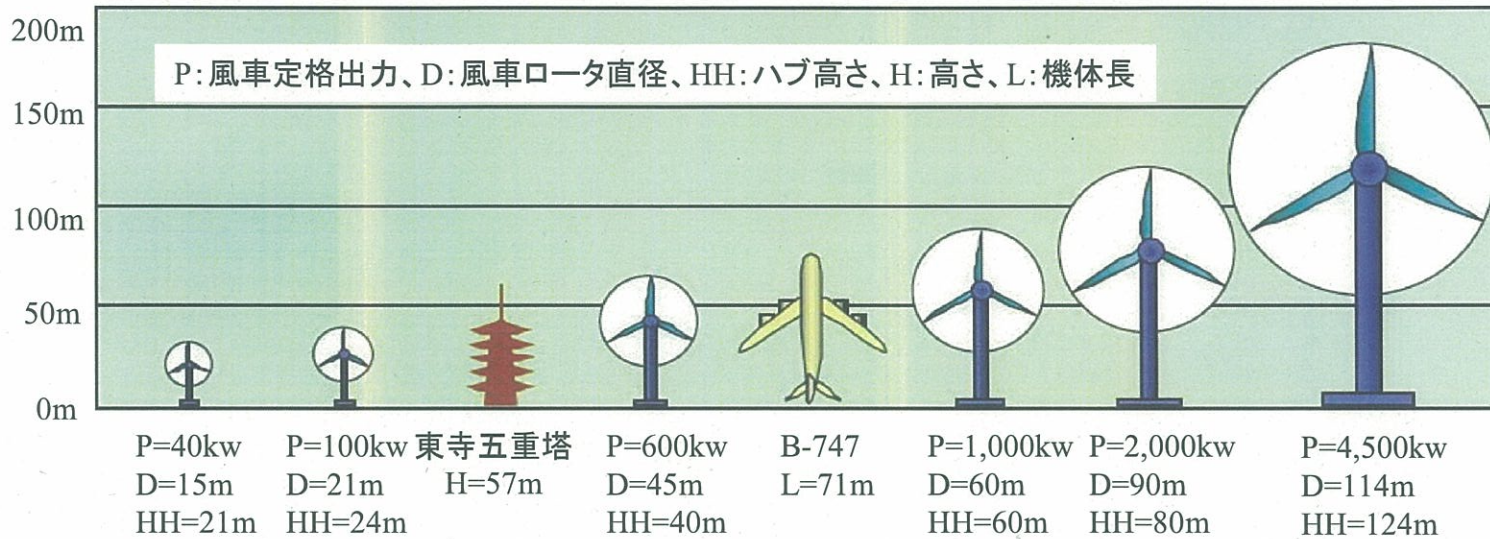 200m
P:風車定格出力、D:風車ロータ直径、HH:ハブ高さ、H:高さ、L:機体長
150m
100m
50m
0m
P=40kw
D=15m
HH=21m
P=100kw
D=21m
HH=24m
東寺五重塔
H=57m
P=600kw
D=45m
HH=40m
B-747
L=71m
P=1,000kw
D=60m
HH=60m
P=2,000kw
D=90m
HH=80m
P=4,500kw
D=114m
HH=124m